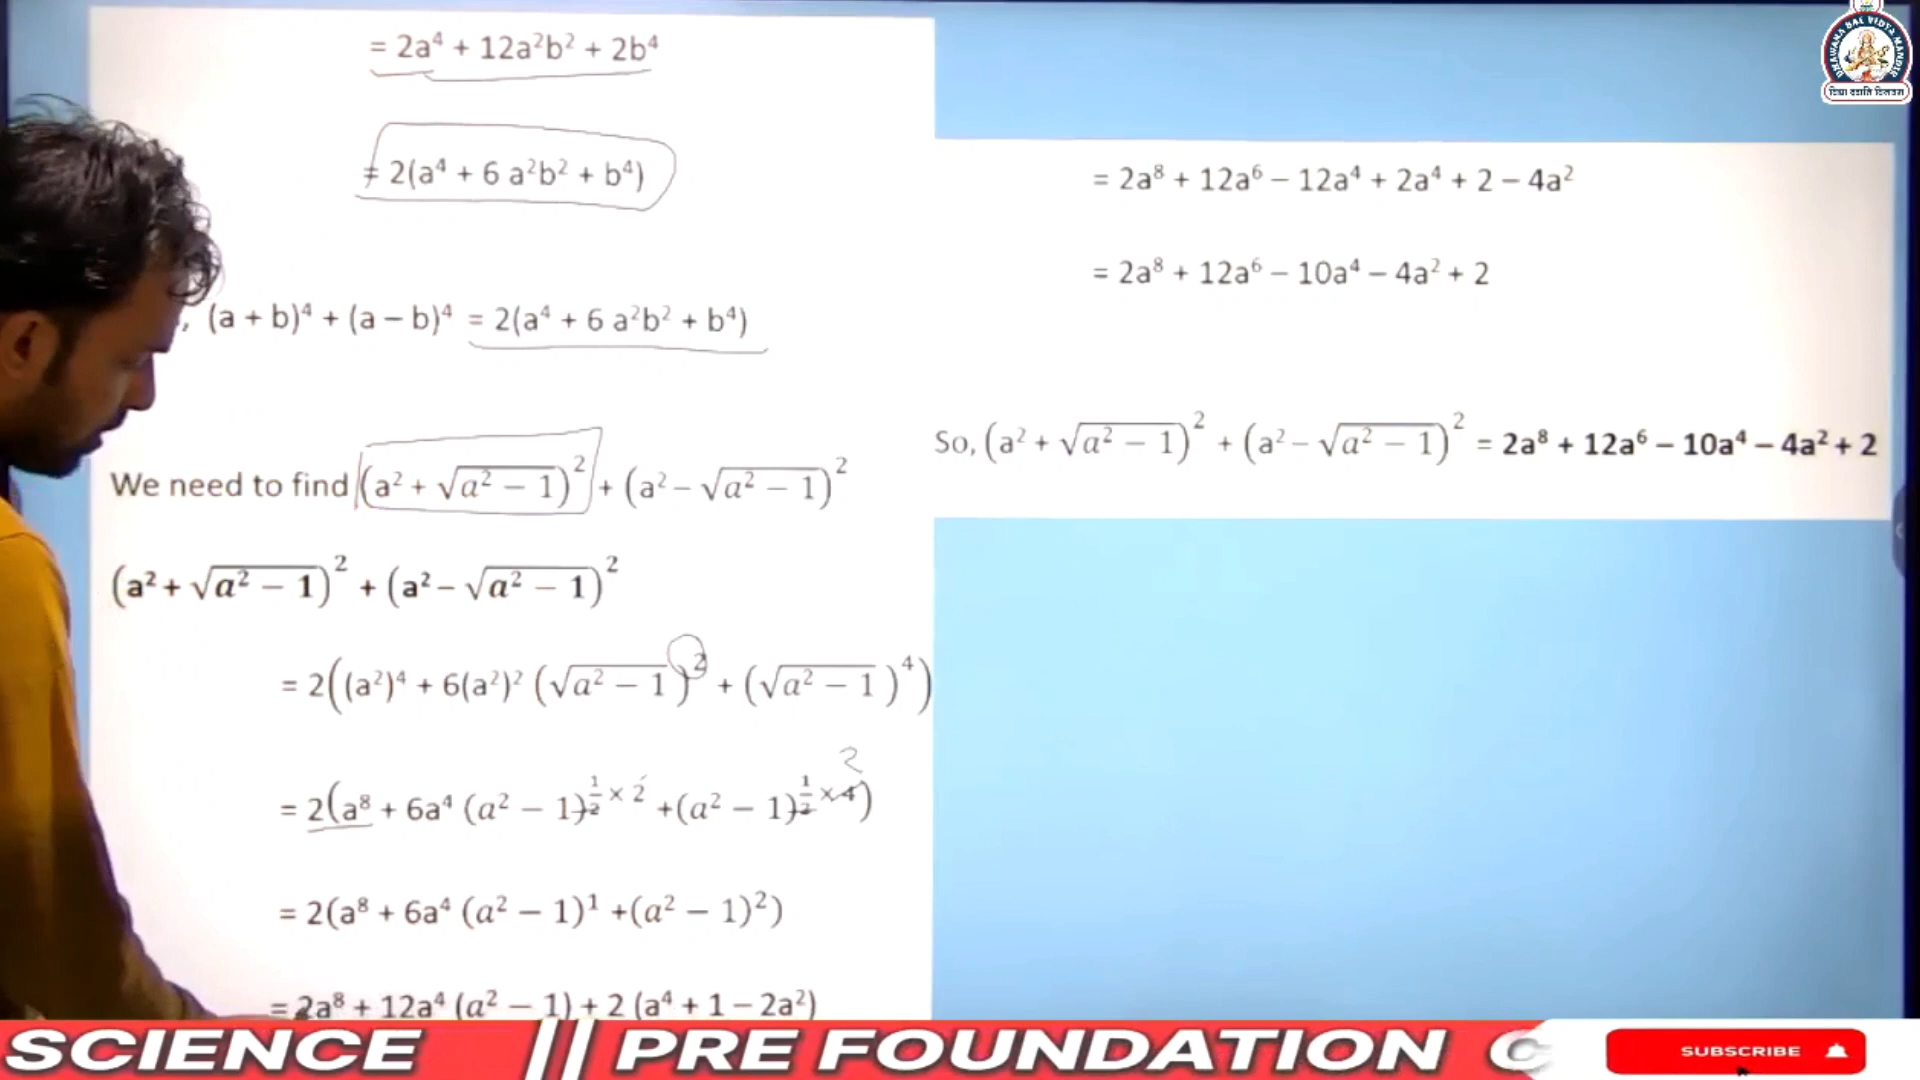 = 2a⁴ + 12a²b² + 2b⁴
= 2(a⁴ + 6 a²b² + b⁴)
, (a + b)⁴ + (a – b)⁴ = 2(a⁴ + 6 a²b² + b⁴)
We need to find (a² + √(a² − 1))² + (a² – √(a² − 1))²
(a² + √(a² − 1))² + (a² – √(a² − 1))²
= 2((a²)⁴ + 6(a²)² (√(a² − 1))² + (√(a² − 1))⁴)
2
= 2(a⁸ + 6a⁴ (a² − 1)^(1/2 × 2) +(a² − 1)^(1/2 × 4))
= 2(a⁸ + 6a⁴ (a² − 1)¹ +(a² − 1)²)
= 2a⁸ + 12a⁴ (a² − 1) + 2 (a⁴ + 1 – 2a²)
= 2a⁸ + 12a⁶ – 12a⁴ + 2a⁴ + 2 – 4a²
= 2a⁸ + 12a⁶ – 10a⁴ – 4a² + 2
So, (a² + √(a² − 1))² + (a² – √(a² − 1))² = 2a⁸ + 12a⁶ – 10a⁴ – 4a² + 2
SCIENCE || PRE FOUNDATION C
SUBSCRIBE